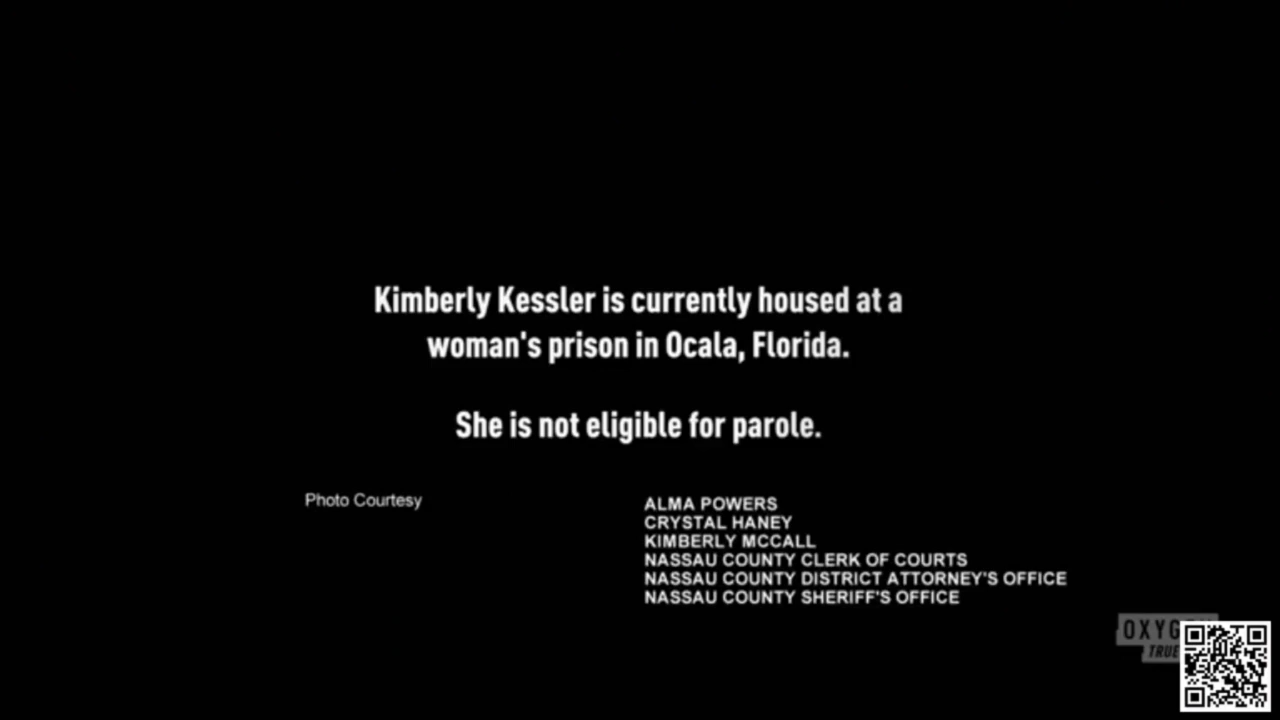 Kimberly Kessler is currently housed at a
woman's prison in Ocala, Florida.
She is not eligible for parole.
Photo Courtesy
ALMA POWERS
CRYSTAL HANEY
KIMBERLY MCCALL
NASSAU COUNTY CLERK OF COURTS
NASSAU COUNTY DISTRICT ATTORNEY'S OFFICE
NASSAU COUNTY SHERIFF'S OFFICE
TRUE